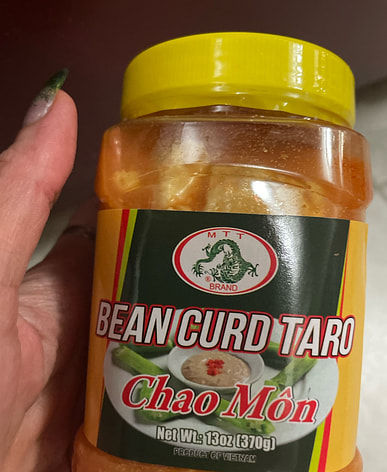 MTT
®
BRAND
BEAN CURD TARO
Chao Môn
Net Wt.: 13oz (370g)
PRODUCT OF VIETNAM